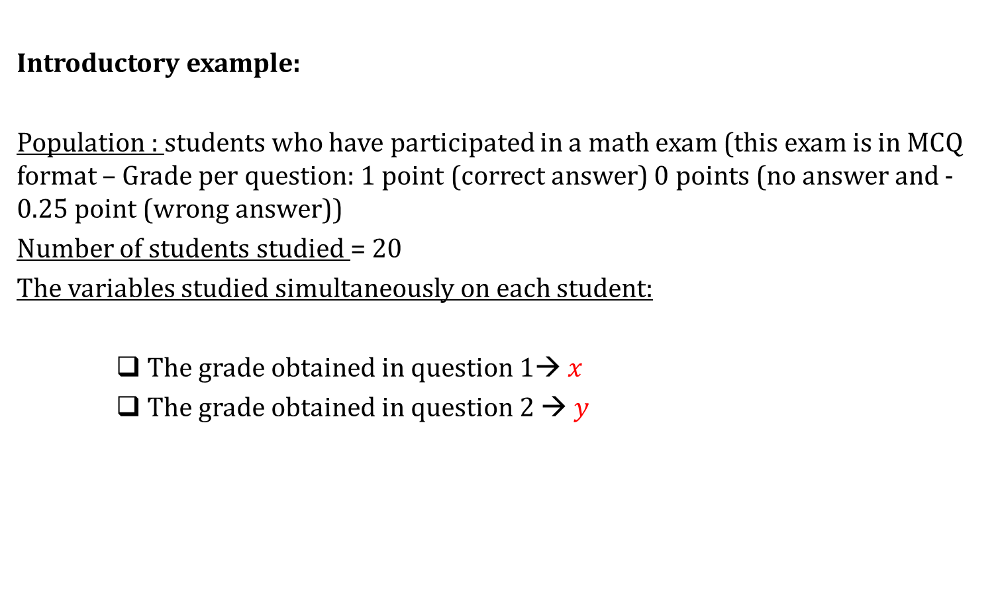 Introductory example:
Population : students who have participated in a math exam (this exam is in MCQ
format – Grade per question: 1 point (correct answer) 0 points (no answer and -
0.25 point (wrong answer))
Number of students studied = 20
The variables studied simultaneously on each student:
❑ The grade obtained in question 1→ x
❑ The grade obtained in question 2 → y